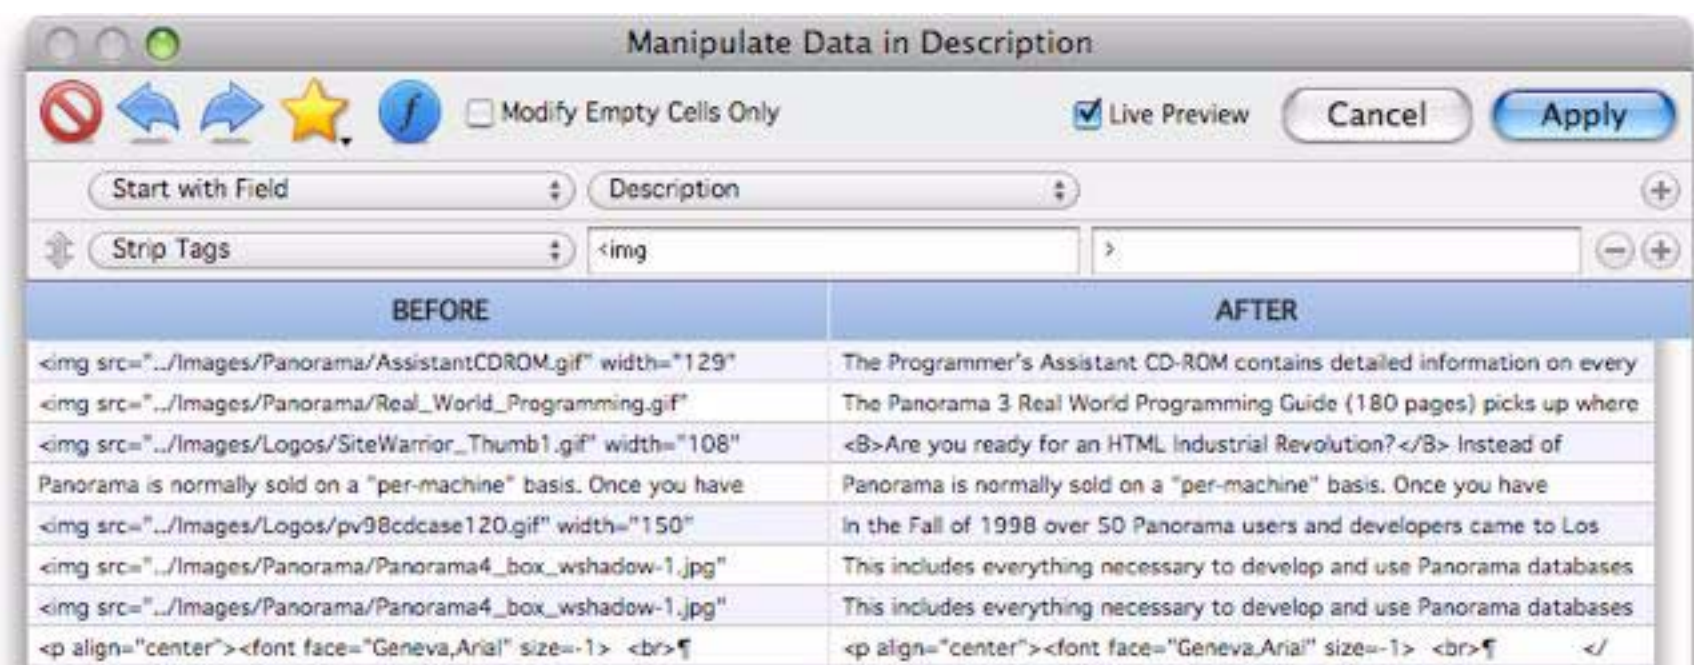 Manipulate Data in Description
Modify Empty Cells Only Live Preview Cancel Apply
Start with Field Description
Strip Tags <img >
BEFORE AFTER
<img src="../Images/Panorama/AssistantCDROM.gif" width="129" The Programmer's Assistant CD-ROM contains detailed information on every
<img src="../Images/Panorama/Real_World_Programming.gif" The Panorama 3 Real World Programming Guide (180 pages) picks up where
<img src="../Images/Logos/SiteWarrior_Thumb1.gif" width="108" <B>Are you ready for an HTML Industrial Revolution?</B> Instead of
Panorama is normally sold on a "per-machine" basis. Once you have Panorama is normally sold on a "per-machine" basis. Once you have
<img src="../Images/Logos/pv98cdcase120.gif" width="150" In the Fall of 1998 over 50 Panorama users and developers came to Los
<img src="../Images/Panorama/Panorama4_box_wshadow-1.jpg" This includes everything necessary to develop and use Panorama databases
<img src="../Images/Panorama/Panorama4_box_wshadow-1.jpg" This includes everything necessary to develop and use Panorama databases
<p align="center"><font face="Geneva,Arial" size=-1> <br>¶ <p align="center"><font face="Geneva,Arial" size=-1> <br>¶ </